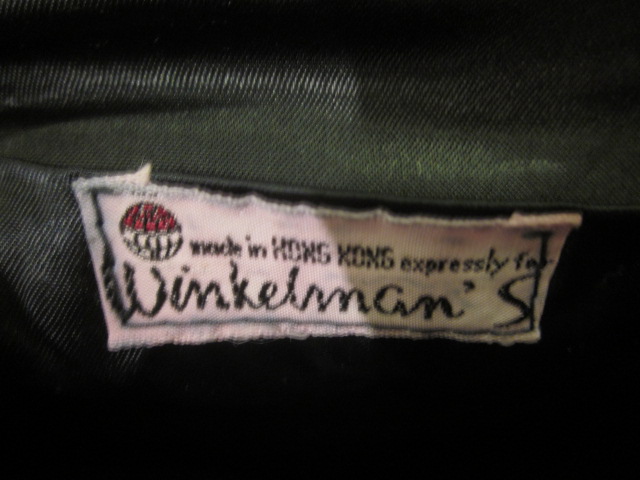 made in HONG KONG expressly for
Winkelman's